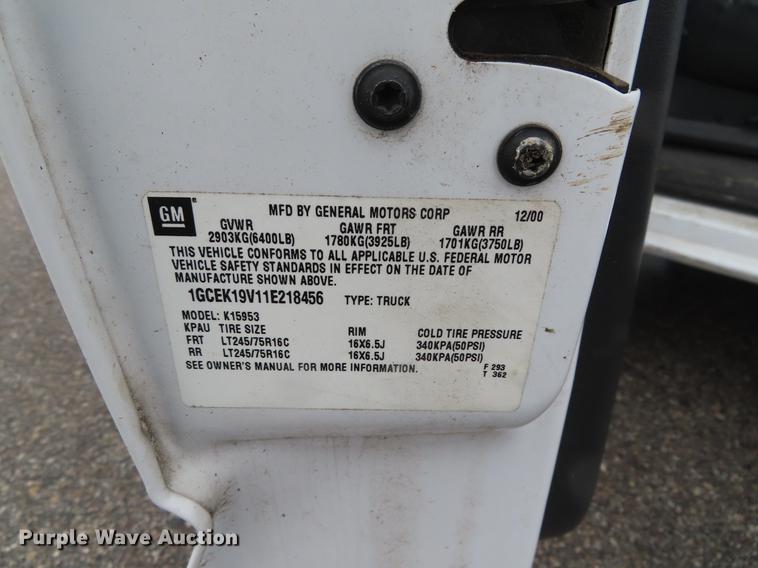 GM
MFD BY GENERAL MOTORS CORP 12/00
GVWR GAWR FRT GAWR RR
2903KG(6400LB) 1780KG(3925LB) 1701KG(3750LB)
THIS VEHICLE CONFORMS TO ALL APPLICABLE U.S. FEDERAL MOTOR
VEHICLE SAFETY STANDARDS IN EFFECT ON THE DATE OF
MANUFACTURE SHOWN ABOVE.
1GCEK19V11E218456 TYPE: TRUCK
MODEL: K15953
KPAU TIRE SIZE RIM COLD TIRE PRESSURE
FRT LT245/75R16C 16X6.5J 340KPA(50PSI)
RR LT245/75R16C 16X6.5J 340KPA(50PSI)
SEE OWNER'S MANUAL FOR MORE INFORMATION.
F 293
T 362
Purple Wave Auction